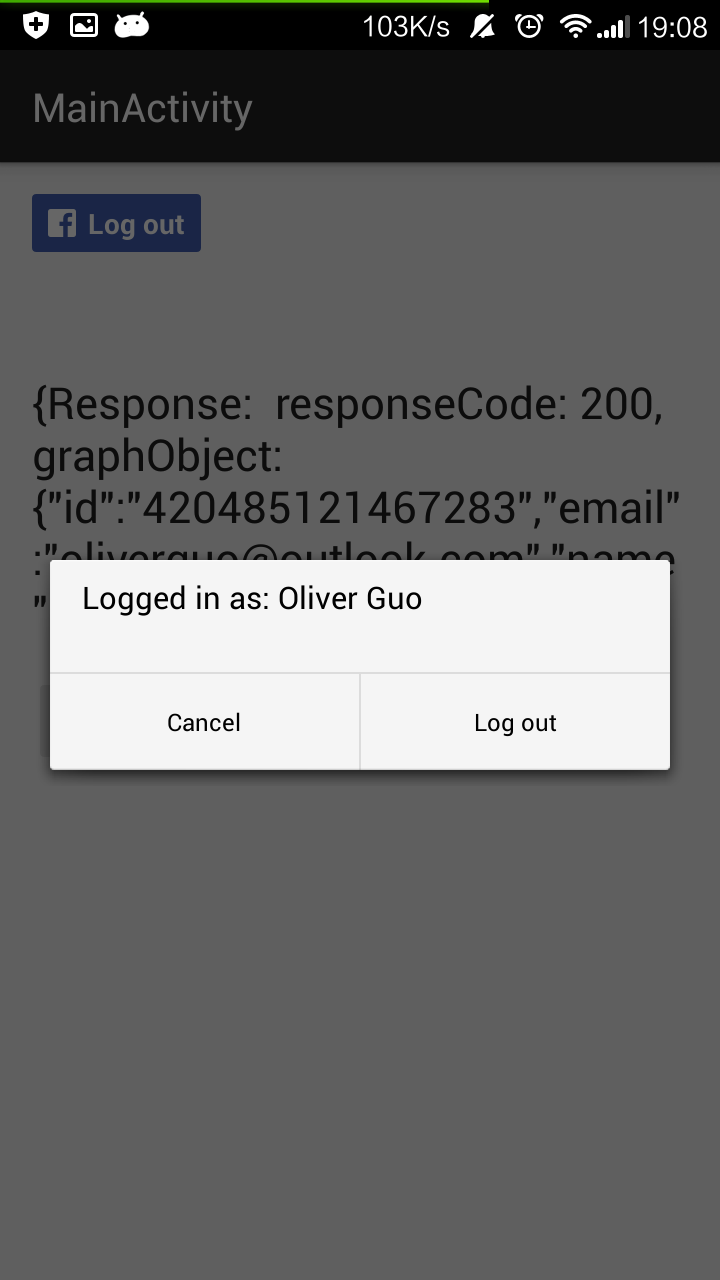 103K/s 19:08
MainActivity
Log out
{Response:  responseCode: 200,
graphObject:
{"id":"420485121467283","email"
:"oliverguo@outlook.com","name
"
Logged in as: Oliver Guo
Cancel Log out